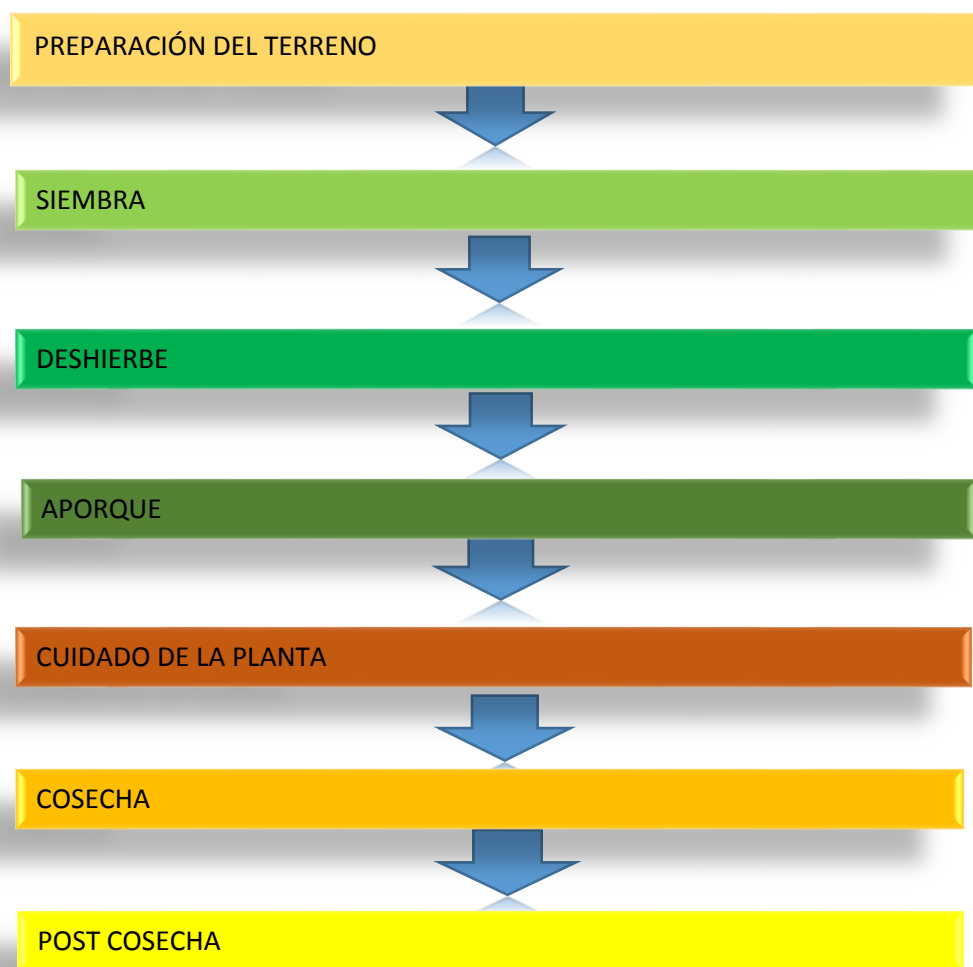 PREPARACIÓN DEL TERRENO
SIEMBRA
DESHIERBE
APORQUE
CUIDADO DE LA PLANTA
COSECHA
POST COSECHA